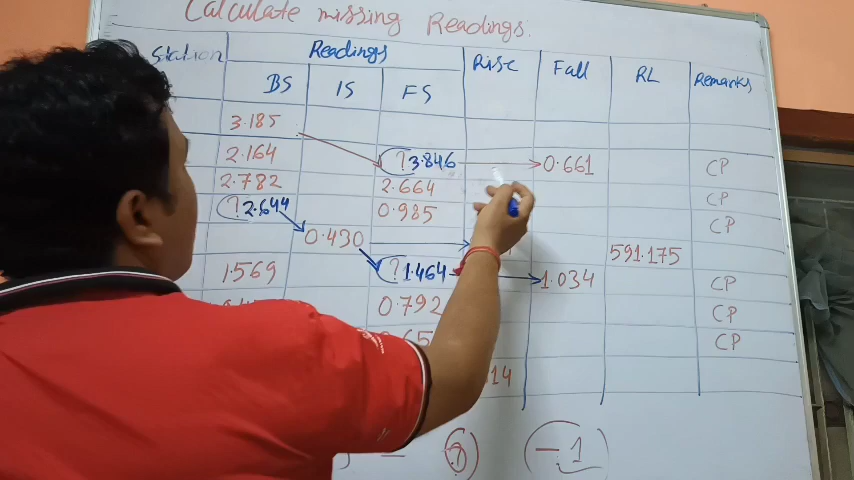 Calculate missing Readings.
Station Readings Rise Fall RL Remarks
BS IS FS
3.185
2.164 ?3.846 0.661 CP
2.782 2.664 CP
?2.644 0.985 CP
0.430 591.175
1.569 ?1.464 1.034 CP
0.792 CP
CP
14
? -1